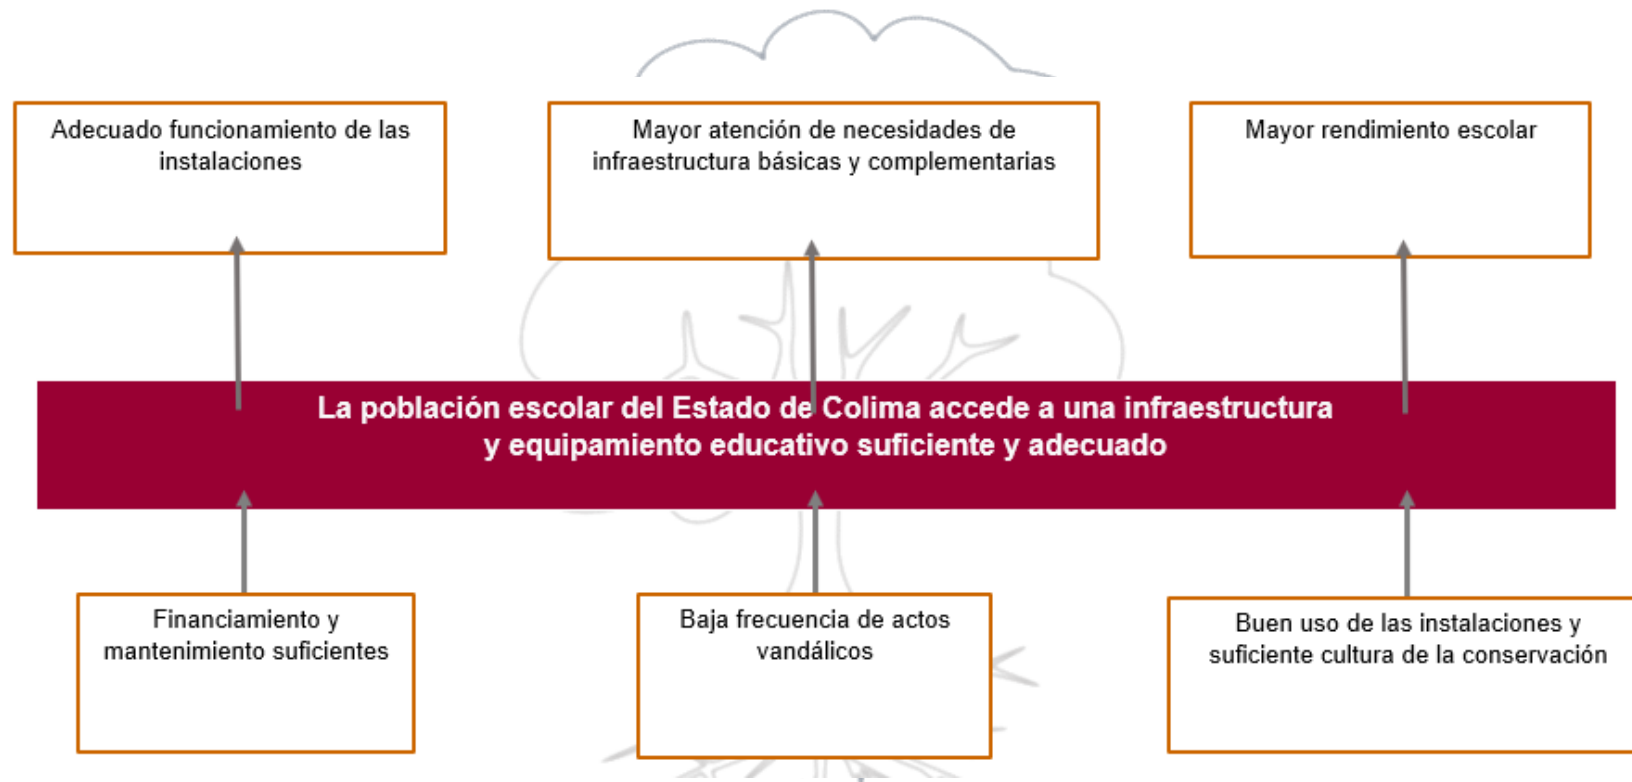 Adecuado funcionamiento de las
instalaciones
Mayor atención de necesidades de
infraestructura básicas y complementarias
Mayor rendimiento escolar
La población escolar del Estado de Colima accede a una infraestructura
y equipamiento educativo suficiente y adecuado
Financiamiento y
mantenimiento suficientes
Baja frecuencia de actos
vandálicos
Buen uso de las instalaciones y
suficiente cultura de la conservación